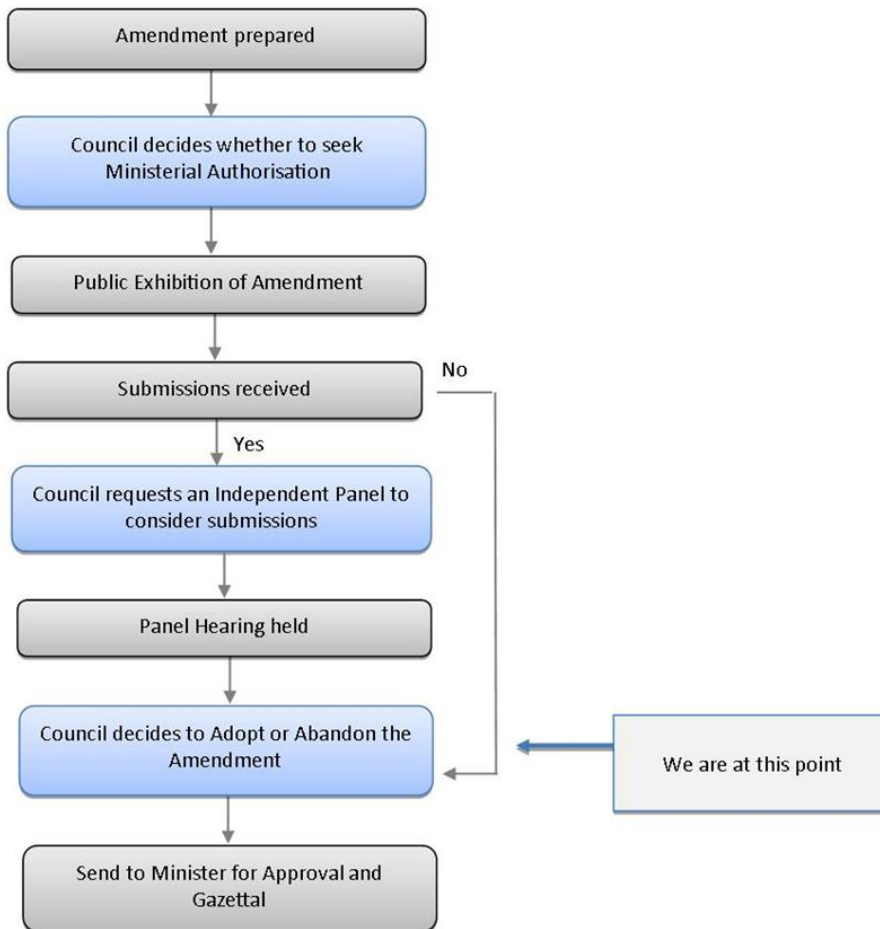 Amendment prepared
Council decides whether to seek
Ministerial Authorisation
Public Exhibition of Amendment
Submissions received
No
Yes
Council requests an Independent Panel to
consider submissions
Panel Hearing held
Council decides to Adopt or Abandon the
Amendment
We are at this point
Send to Minister for Approval and
Gazettal